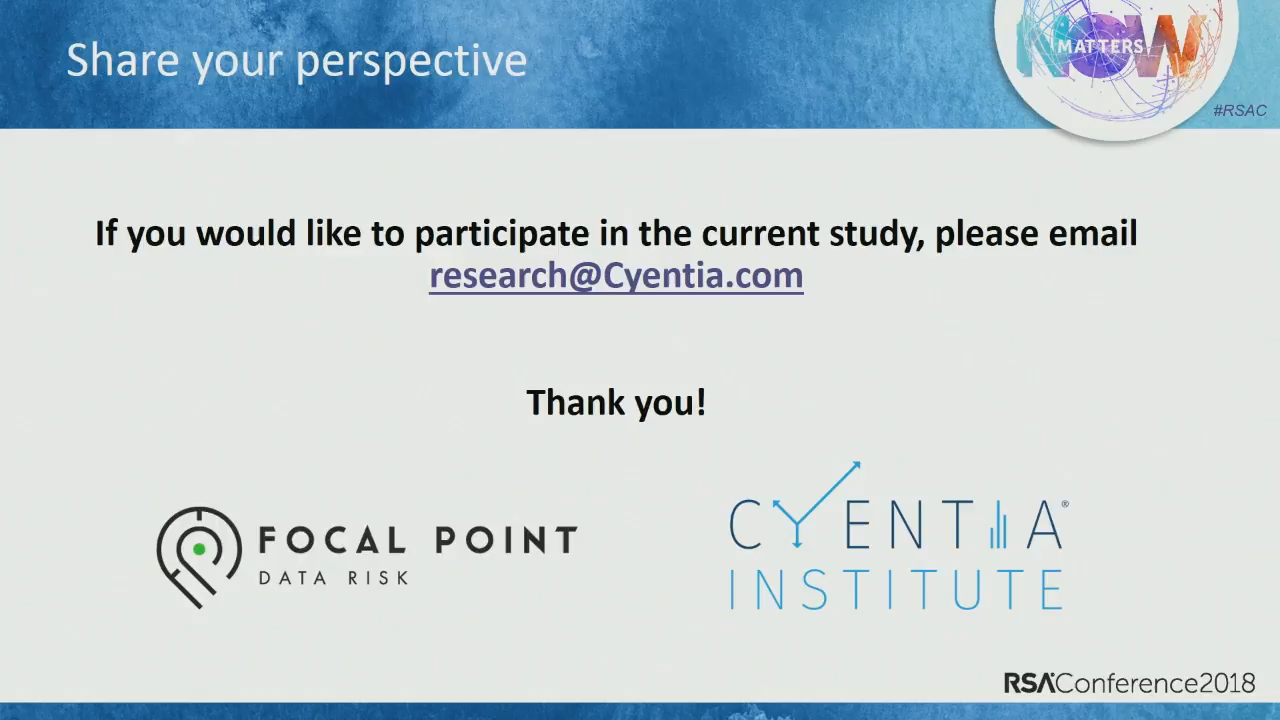 Share your perspective
NOW
MATTERS
#RSAC
If you would like to participate in the current study, please email
research@Cyentia.com
Thank you!
FOCAL POINT
DATA RISK
CYENTIA®
INSTITUTE
RSAConference2018